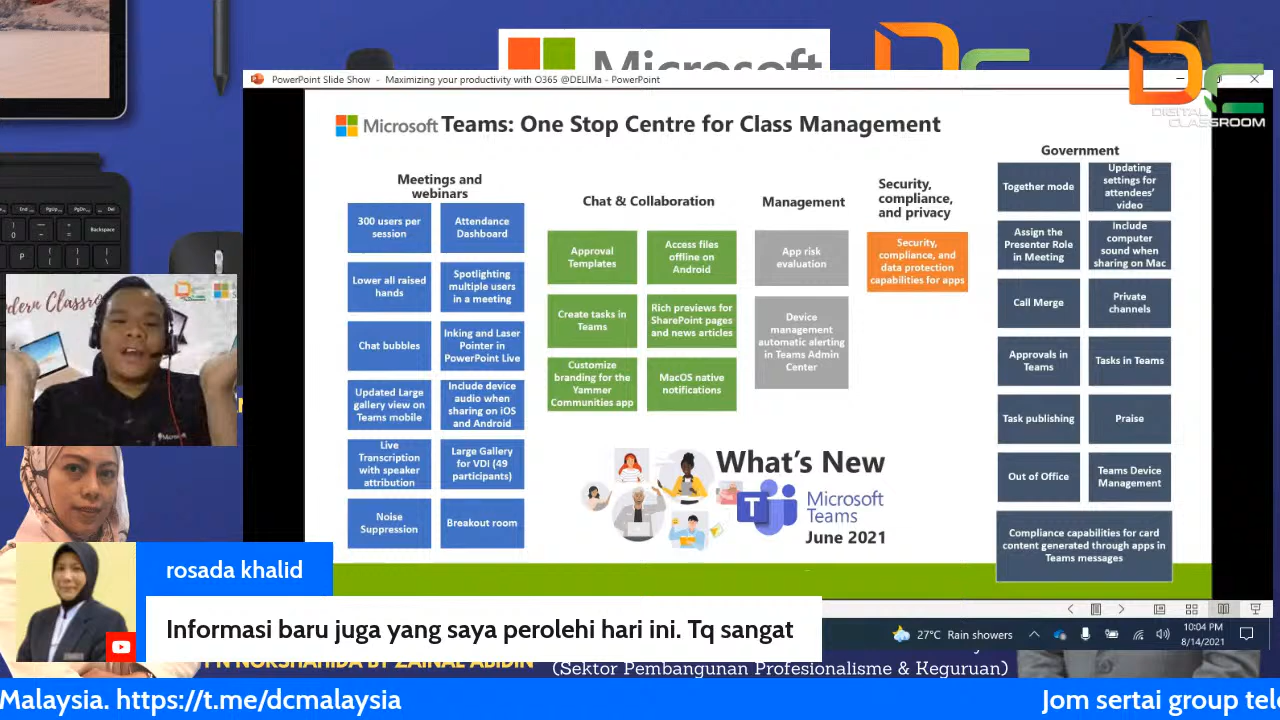 Microsoft
PowerPoint Slide Show - Maximizing your productivity with O365 @DELIMa - PowerPoint
DIGITAL
CLASSROOM
Microsoft Teams: One Stop Centre for Class Management
Meetings and
webinars
300 users per
session
Attendance
Dashboard
Lower all raised
hands
Spotlighting
multiple users
in a meeting
Chat bubbles
Inking and Laser
Pointer in
PowerPoint Live
Updated Large
gallery view on
Teams mobile
Include device
audio when
sharing on iOS
and Android
Live
Transcription
with speaker
attribution
Large Gallery
for VDI (49
participants)
Noise
Suppression
Breakout room
Chat & Collaboration
Approval
Templates
Access files
offline on
Android
Create tasks in
Teams
Rich previews for
SharePoint pages
and news articles
Customize
branding for the
Yammer
Communities app
MacOS native
notifications
Management
App risk
evaluation
Device
management
automatic alerting
in Teams Admin
Center
Security,
compliance,
and privacy
Security,
compliance, and
data protection
capabilities for apps
Government
Together mode
Updating
settings for
attendees'
video
Assign the
Presenter Role
in Meeting
Include
computer
sound when
sharing on Mac
Call Merge
Private
channels
Approvals in
Teams
Tasks in Teams
Task publishing
Praise
Out of Office
Teams Device
Management
Compliance capabilities for card
content generated through apps in
Teams messages
What's New
T
Microsoft
Teams
June 2021
rosada khalid
Informasi baru juga yang saya perolehi hari ini. Tq sangat
27°C Rain showers
10:04 PM
8/14/2021
(Sektor Pembangunan Profesionalisme & Keguruan)
Malaysia. https://t.me/dcmalaysia
Jom sertai group tel